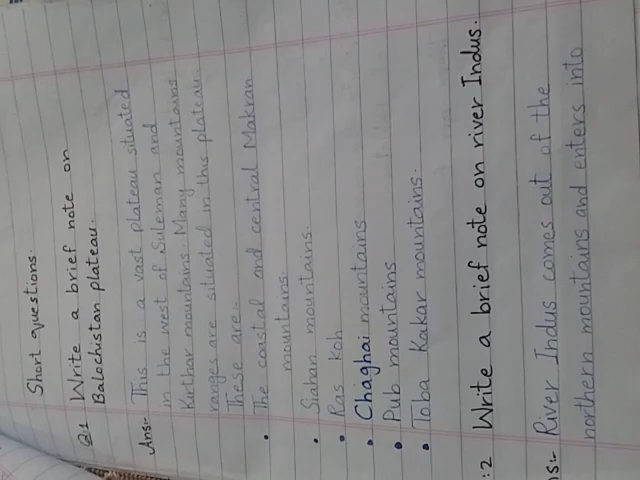 Short questions.
Q1 Write a brief note on
Balochistan plateau.
Ans:- This is a vast plateau situated
in the west of Suleman and
Kirthar mountains. Many mountains
ranges are situated in this plateau.
These are:-
• The coastal and central Makran
mountains.
• Siahan mountains.
• Ras koh
• Chaghai mountains
• Pub mountains
• Toba Kakar mountains.
:2 Write a brief note on river Indus.
s:- River Indus comes out of the
northern mountains and enters into